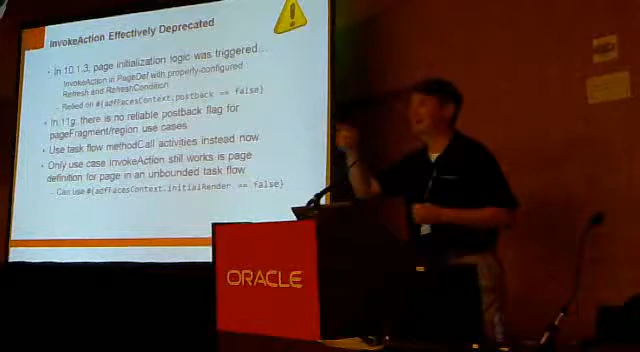 InvokeAction Effectively Deprecated
• In 10.1.3, page initialization logic was triggered…
InvokeAction in PageDef with properly-configured
Refresh and RefreshCondition
– Relied on #{adfFacesContext.postback == false}
• In 11g, there is no reliable postback flag for
pageFragment/region use cases
• Use task flow methodCall activities instead now
• Only use case InvokeAction still works is page
definition for page in an unbounded task flow
– Can use #{adfFacesContext.initialRender == false}
ORACLE